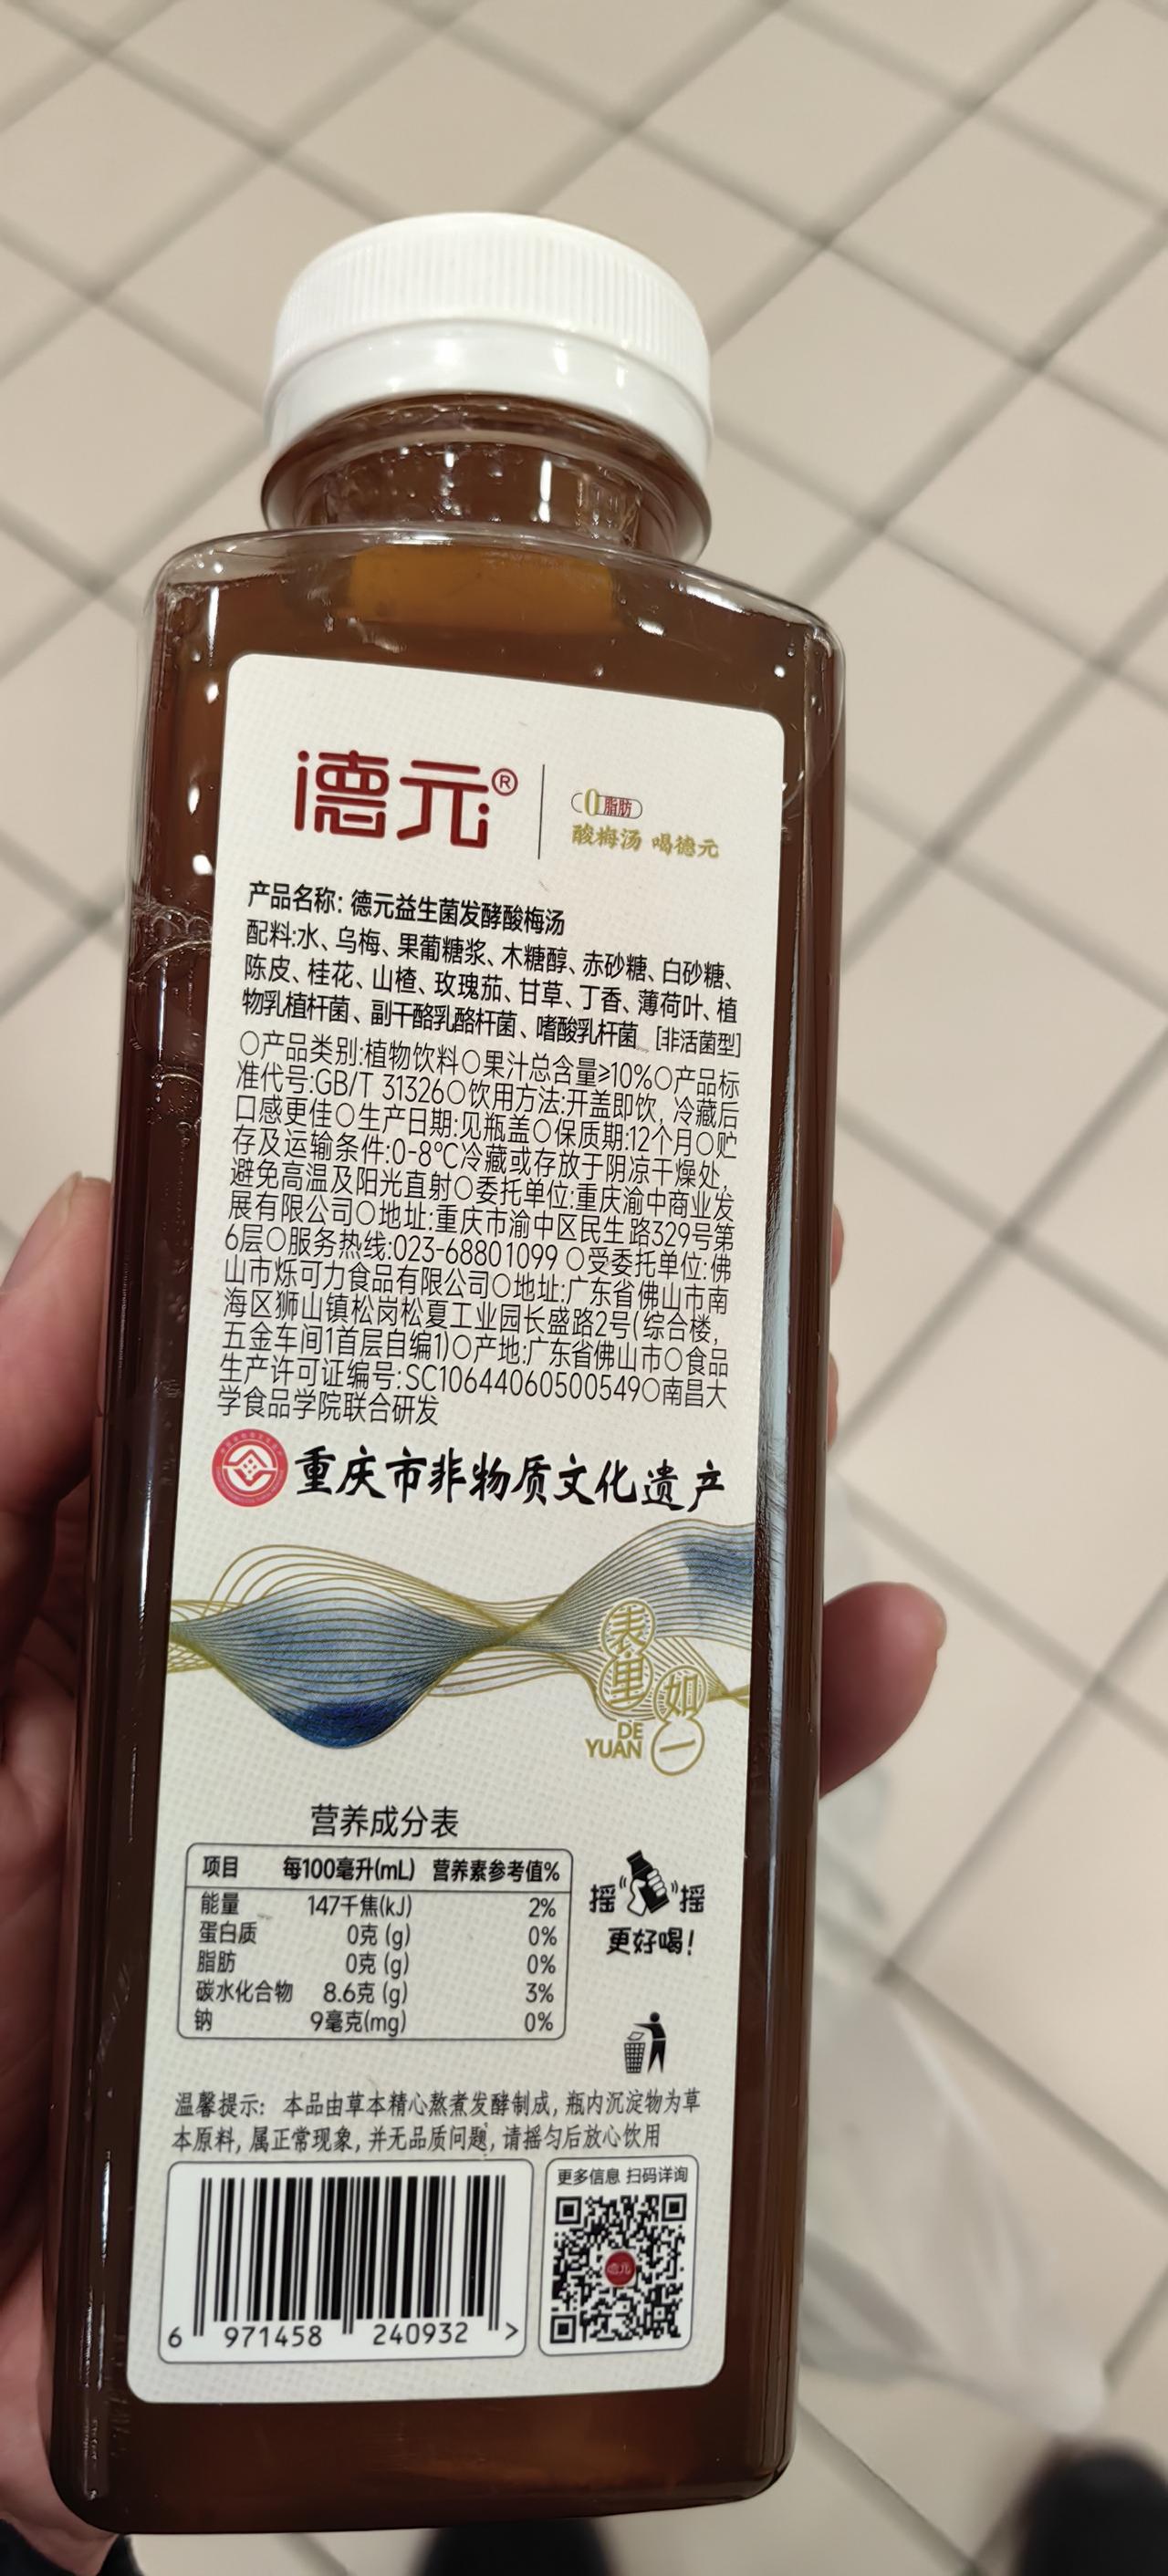 德元®
0脂肪
酸梅汤 喝德元
产品名称: 德元益生菌发酵酸梅汤
配料:水、乌梅、果葡糖浆、木糖醇、赤砂糖、白砂糖、
陈皮、桂花、山楂、玫瑰茄、甘草、丁香、薄荷叶、植
物乳植杆菌、副干酪乳酪杆菌、嗜酸乳杆菌 [非活菌型]
○产品类别:植物饮料○果汁总含量≥10%○产品标
准代号:GB/T 31326○饮用方法:开盖即饮, 冷藏后
口感更佳○生产日期:见瓶盖○保质期:12个月○贮
存及运输条件:0-8℃冷藏或存放于阴凉干燥处,
避免高温及阳光直射○委托单位:重庆渝中商业发
展有限公司○地址:重庆市渝中区民生路329号第
6层○服务热线:023-68801099 ○受委托单位:佛
山市烁可力食品有限公司○地址:广东省佛山市南
海区狮山镇松岗松夏工业园长盛路2号(综合楼,
五金车间1首层自编1)○产地:广东省佛山市○食品
生产许可证编号:SC10644060500549○南昌大
学食品学院联合研发
重庆市非物质文化遗产
表里如一
DE
YUAN
营养成分表
项目 每100毫升(mL) 营养素参考值%
能量 147千焦(kJ) 2%
蛋白质 0克 (g) 0%
脂肪 0克 (g) 0%
碳水化合物 8.6克 (g) 3%
钠 9毫克(mg) 0%
摇“”摇
更好喝!
温馨提示: 本品由草本精心熬煮发酵制成, 瓶内沉淀物为草
本原料, 属正常现象, 并无品质问题, 请摇匀后放心饮用
6 971458 240932 >
更多信息 扫码详询
德元